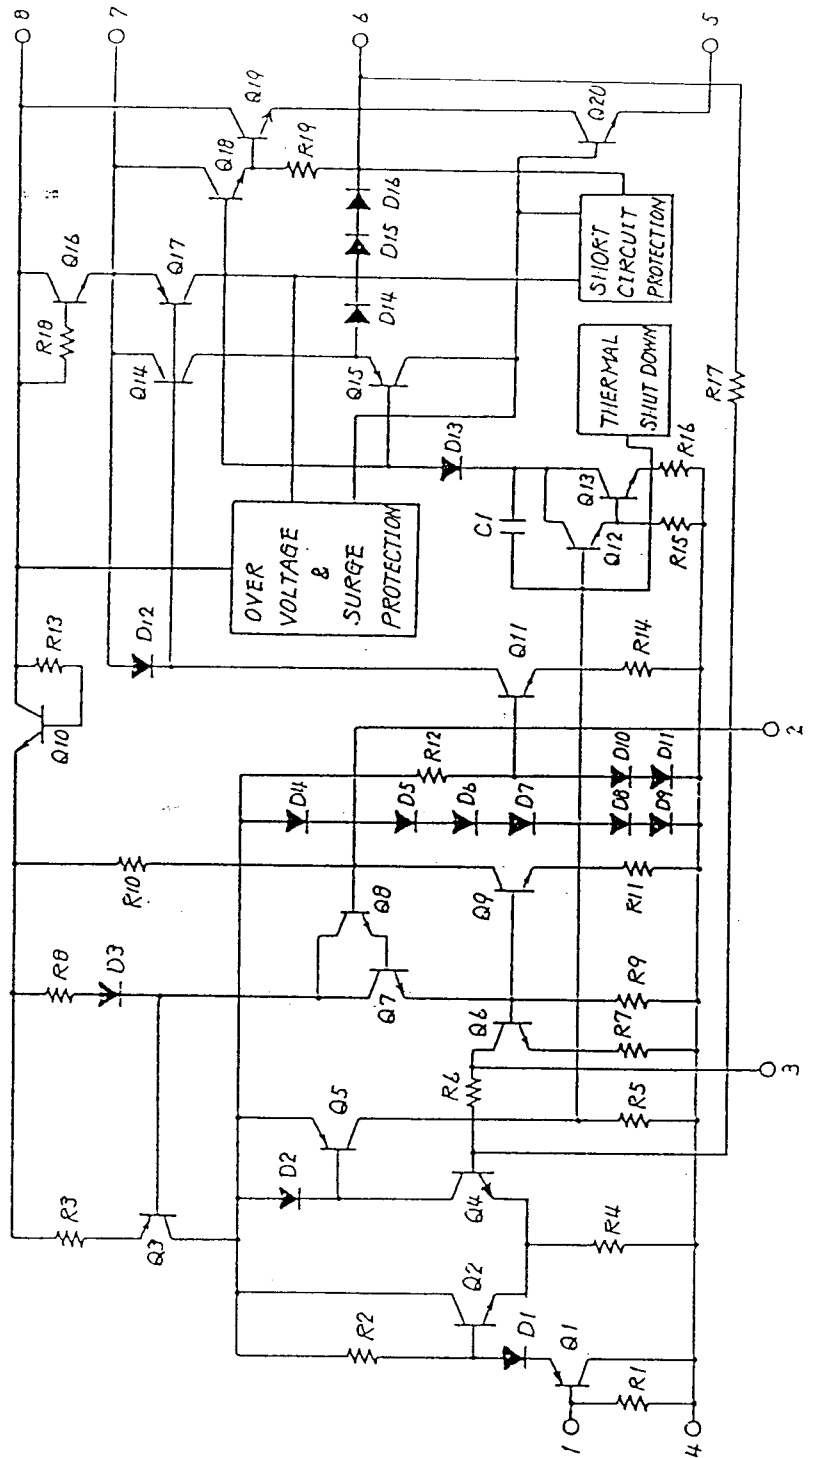 8
7
6
5
Q19
Q18
R19
Q20
Q16
Q17
R18
D16
D15
D14
SHORT
CIRCUIT
PROTECTION
Q14
Q15
THERMAL
SHUT DOWN
R17
D13
R16
Q13
C1
Q12
R15
OVER
VOLTAGE
&
SURGE
PROTECTION
R13
D12
Q10
Q11
R14
2
R12
D10
D11
D4
D5
D6
D7
D8
D9
R10
Q8
Q9
R11
R8
D3
Q7
R9
Q6
R7
3
R6
Q5
R5
D2
R3
Q3
Q4
R4
Q2
R2
D1
Q1
R1
1
4